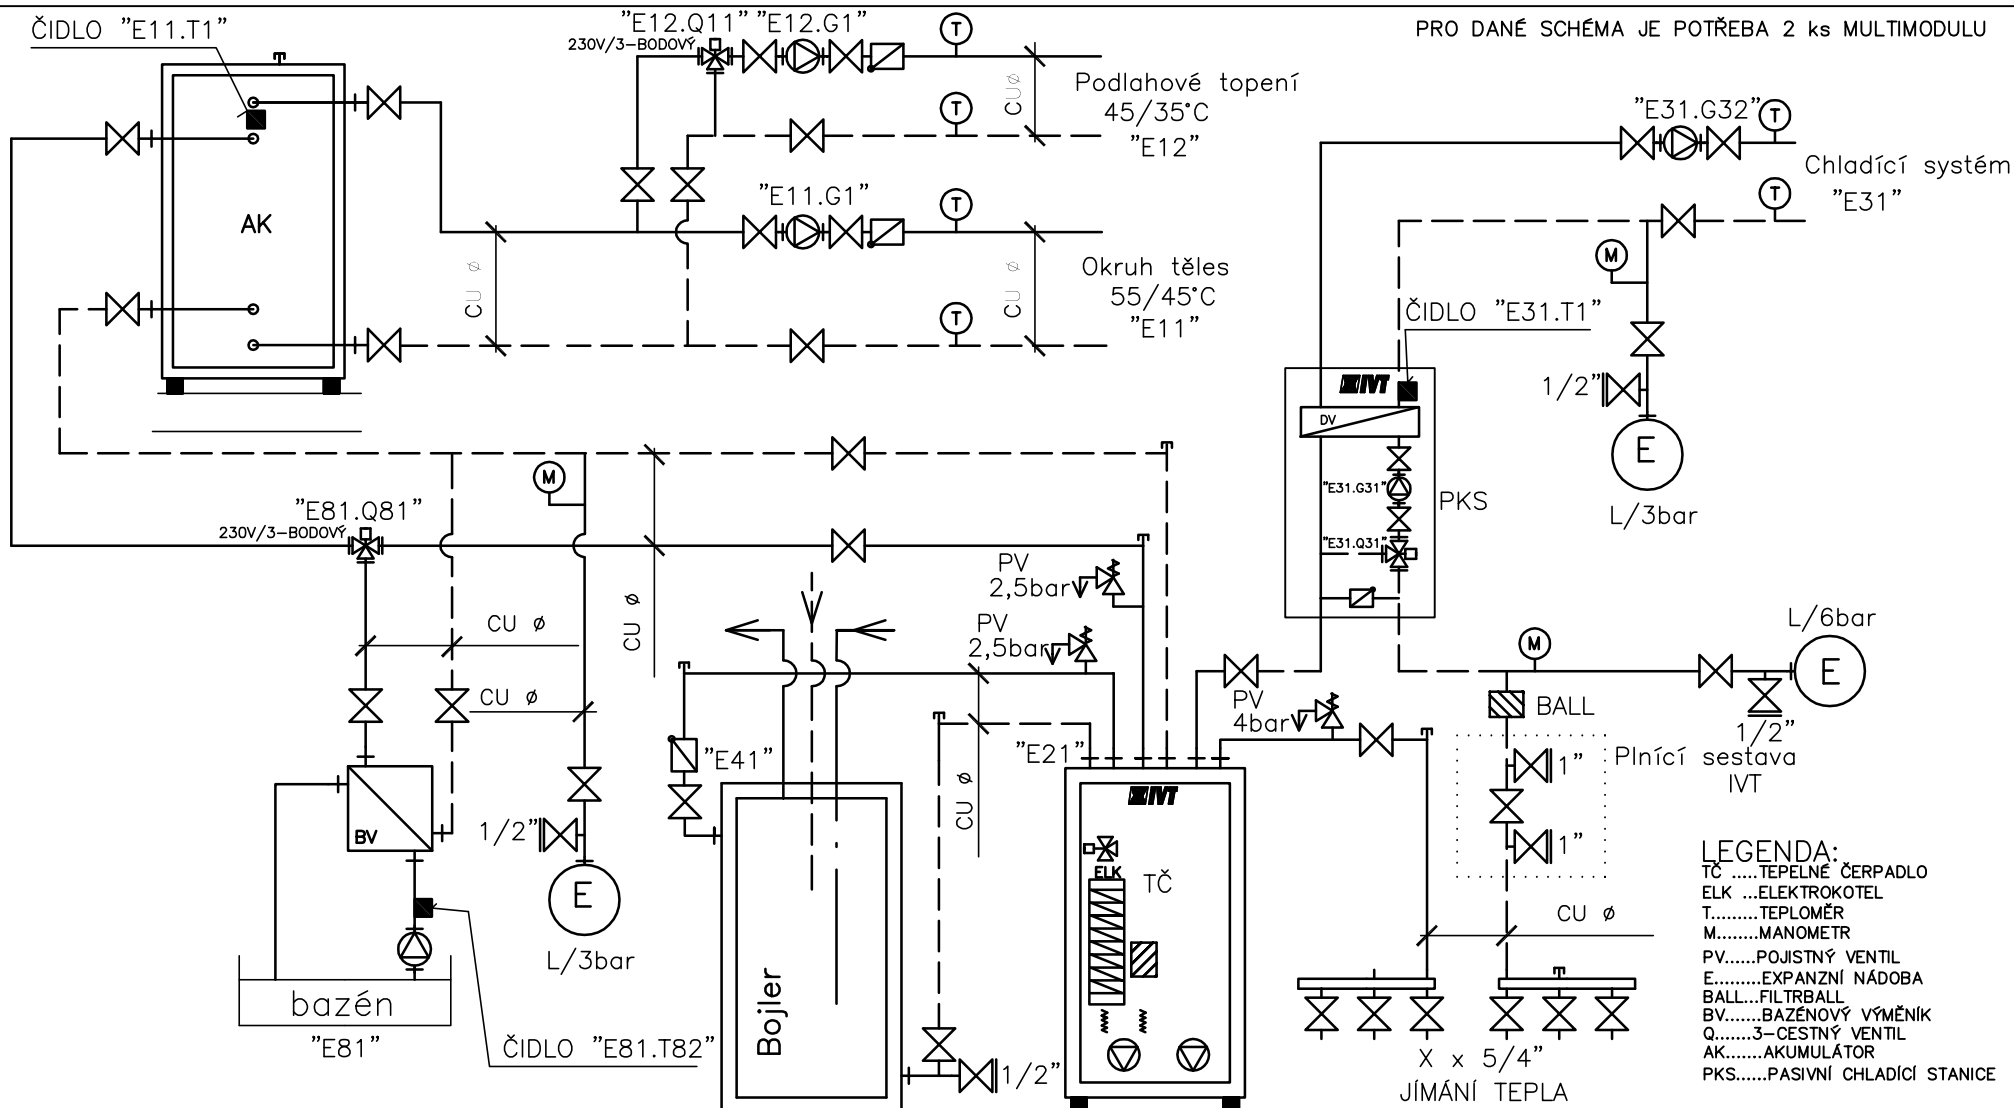 ČIDLO "E11.T1"
"E12.Q11" "E12.G1"
230V/3-BODOVÝ
T
PRO DANÉ SCHÉMA JE POTŘEBA 2 ks MULTIMODULU
CU Ø
Podlahové topení
45/35°C
"E12"
T
"E31.G32"
T
Chladící systém
"E31"
T
AK
"E11.G1"
T
CU Ø
CU Ø
Okruh těles
55/45°C
"E11"
T
M
ČIDLO "E31.T1"
IVT
DV
1/2"
E
L/3bar
"E31.G31"
PKS
"E31.Q31"
M
"E81.Q81"
230V/3-BODOVÝ
PV
2,5bar
PV
2,5bar
CU Ø
CU Ø
CU Ø
L/6bar
M
E
PV
4bar
BALL
1/2"
Plnící sestava
IVT
1"
1"
"E41"
"E21"
CU Ø
IVT
BV
1/2"
E
L/3bar
ELK
TČ
Bojler
bazén
"E81"
ČIDLO "E81.T82"
1/2"
CU Ø
X x 5/4"
JÍMÁNÍ TEPLA
LEGENDA:
TČ .....TEPELNÉ ČERPADLO
ELK ...ELEKTROKOTEL
T.........TEPLOMĚR
M........MANOMETR
PV......POJISTNÝ VENTIL
E.........EXPANZNÍ NÁDOBA
BALL...FILTRBALL
BV.......BAZÉNOVÝ VÝMĚNÍK
Q.......3-CESTNÝ VENTIL
AK.......AKUMULÁTOR
PKS......PASIVNÍ CHLADÍCÍ STANICE